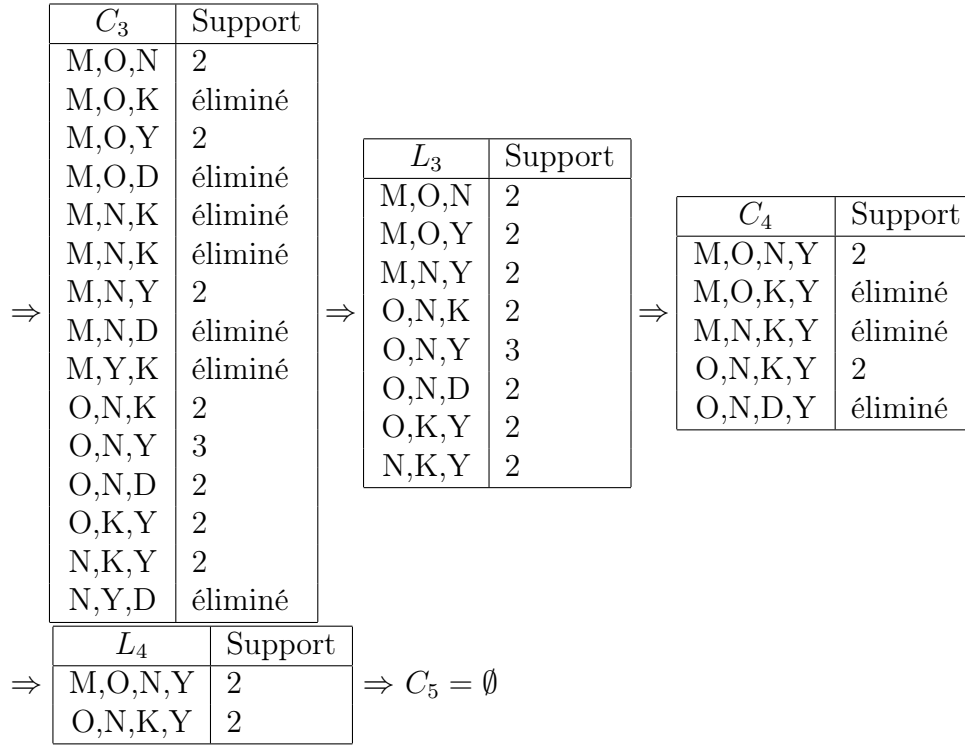 C₃ Support
M,O,N 2
M,O,K éliminé
M,O,Y 2
M,O,D éliminé
M,N,K éliminé
M,N,K éliminé
M,N,Y 2
M,N,D éliminé
M,Y,K éliminé
O,N,K 2
O,N,Y 3
O,N,D 2
O,K,Y 2
N,K,Y 2
N,Y,D éliminé
⇒
⇒
L₃ Support
M,O,N 2
M,O,Y 2
M,N,Y 2
O,N,K 2
O,N,Y 3
O,N,D 2
O,K,Y 2
N,K,Y 2
⇒
C₄ Support
M,O,N,Y 2
M,O,K,Y éliminé
M,N,K,Y éliminé
O,N,K,Y 2
O,N,D,Y éliminé
⇒
L₄ Support
M,O,N,Y 2
O,N,K,Y 2
⇒ C₅ = ∅